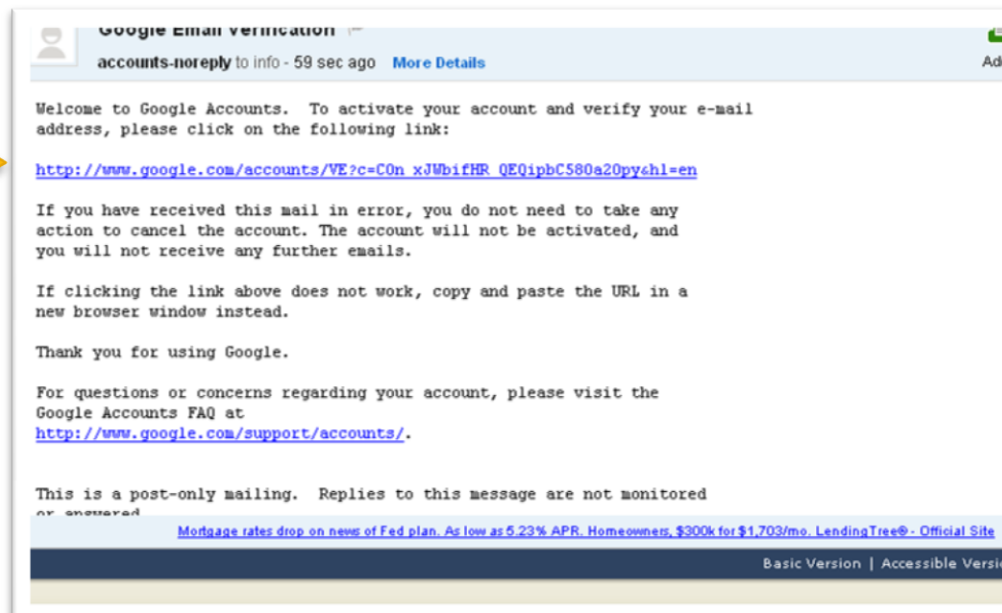 Google Email Verification
accounts-noreply to info - 59 sec ago More Details
Ad
Welcome to Google Accounts. To activate your account and verify your e-mail
address, please click on the following link:
http://www.google.com/accounts/VE?c=C0n_xJWbifHR_QEQipbC580a20py&hl=en
If you have received this mail in error, you do not need to take any
action to cancel the account. The account will not be activated, and
you will not receive any further emails.
If clicking the link above does not work, copy and paste the URL in a
new browser window instead.
Thank you for using Google.
For questions or concerns regarding your account, please visit the
Google Accounts FAQ at
http://www.google.com/support/accounts/.
This is a post-only mailing. Replies to this message are not monitored
or answered
Mortgage rates drop on news of Fed plan. As low as 5.23% APR. Homeowners, $300k for $1,703/mo. LendingTree® - Official Site
Basic Version | Accessible Versi